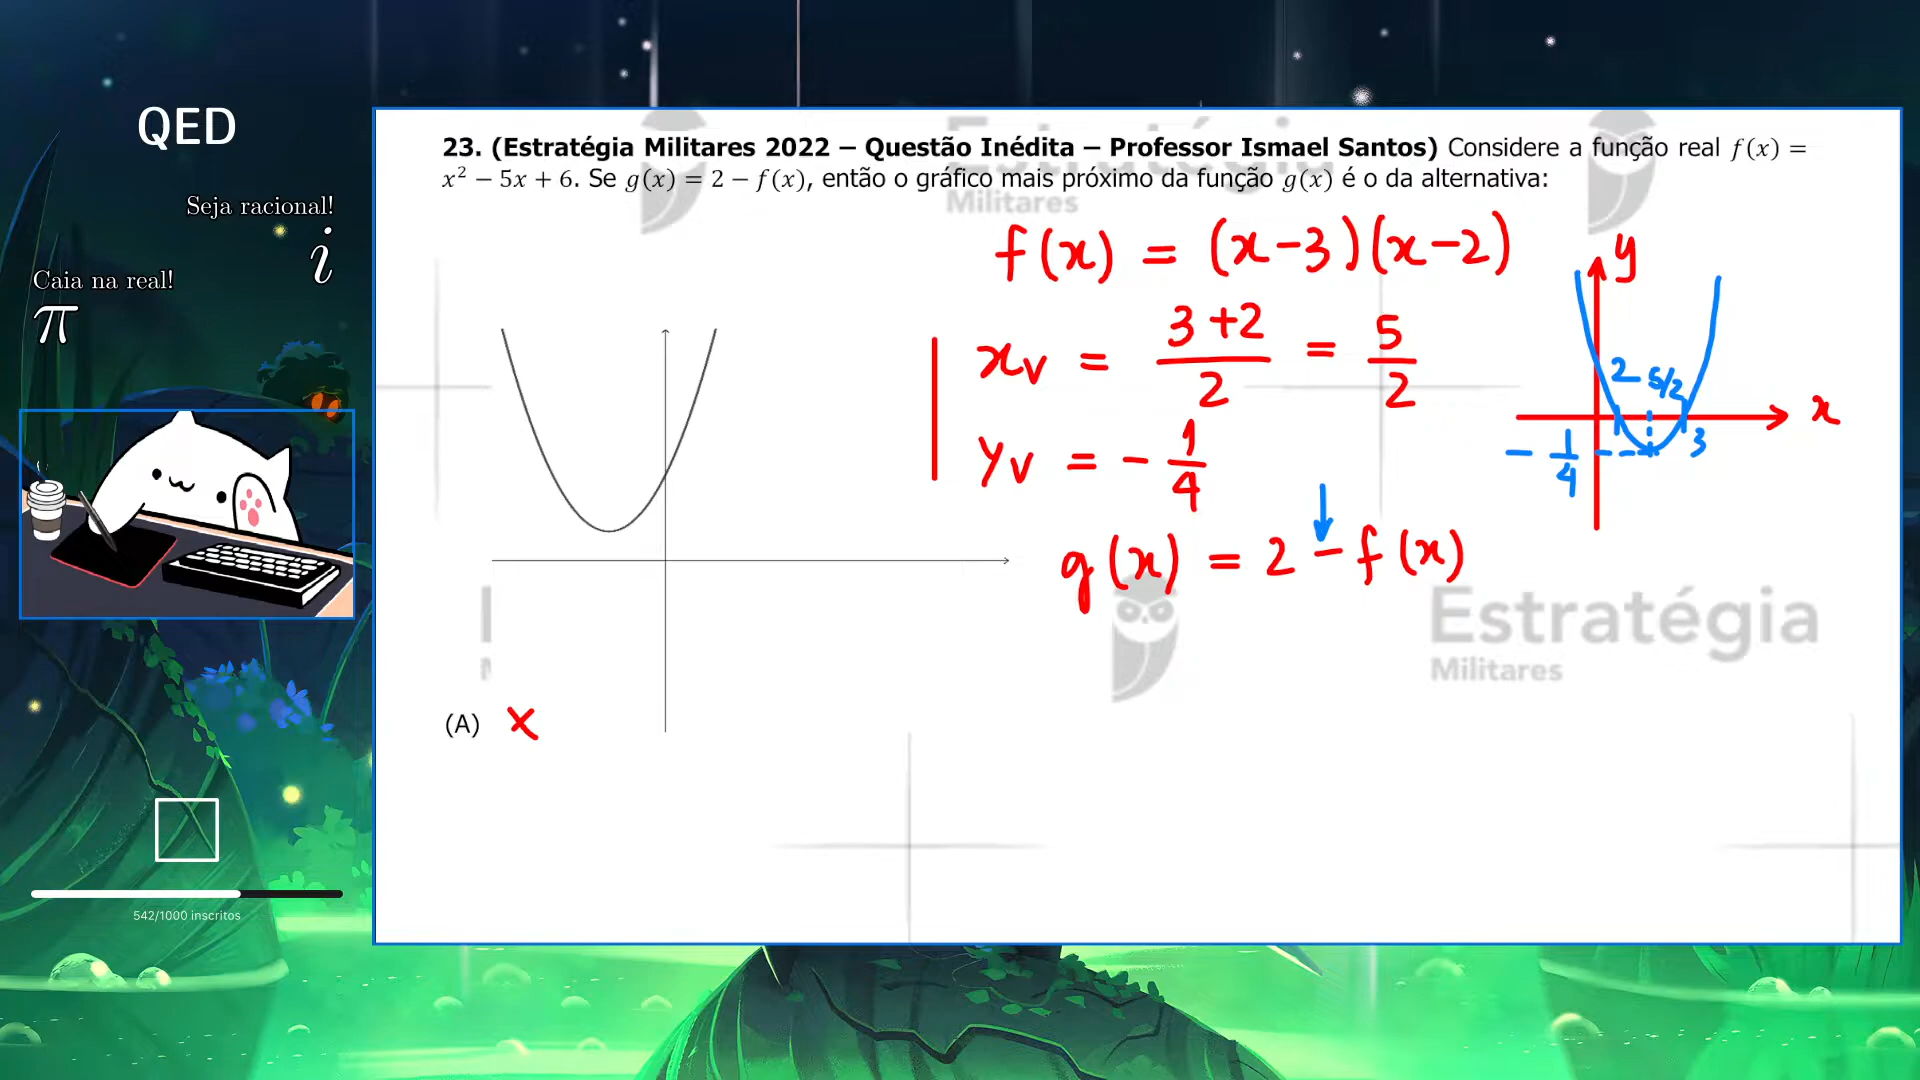 QED
Seja racional!
i
Caia na real!
π
542/1000 inscritos
23. (Estratégia Militares 2022 – Questão Inédita – Professor Ismael Santos) Considere a função real f(x) =
x² − 5x + 6. Se g(x) = 2 − f(x), então o gráfico mais próximo da função g(x) é o da alternativa:
f(x) = (x-3)(x-2)
xv = 3+2/2 = 5/2
yv = -1/4
g(x) = 2 - f(x)
y
2 5/2
x
3
-1/4
(A) x
Estratégia
Militares
Estratégia
Militares